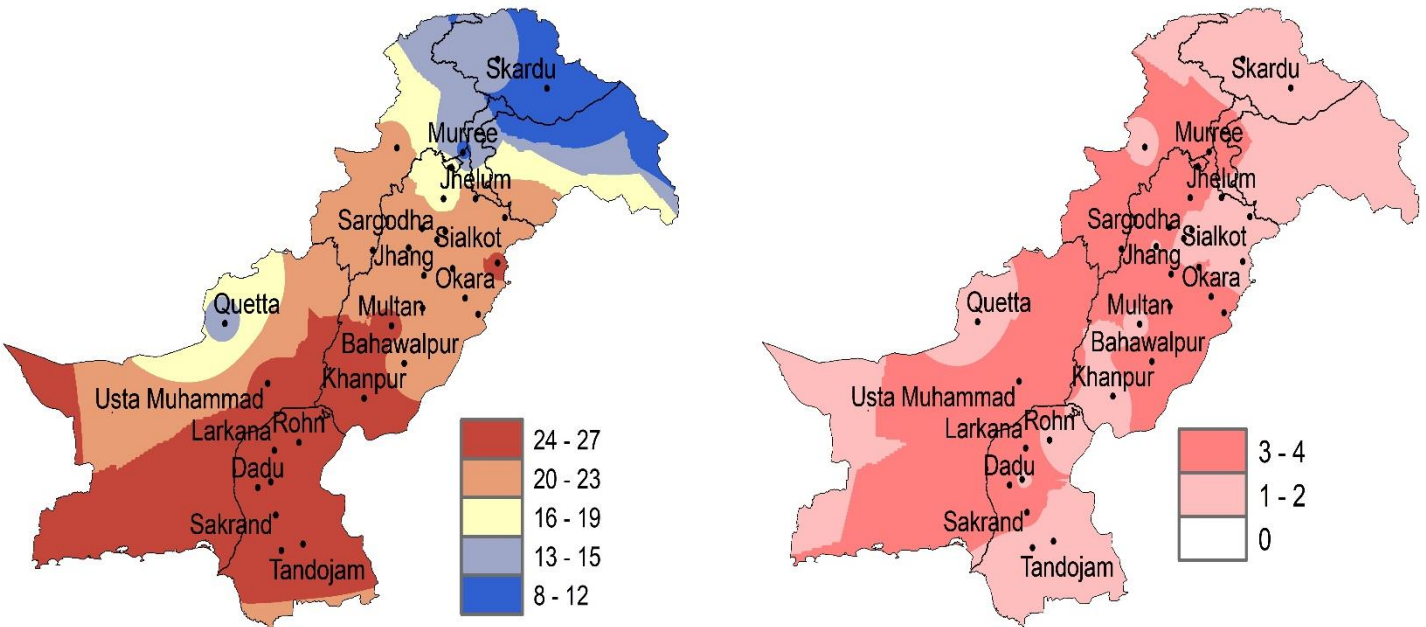 Skardu
Murree
Jhelum
Sargodha
Sialkot
Jhang
Okara
Quetta
Multan
Bahawalpur
Khanpur
Usta Muhammad
Rohn
Larkana
Dadu
Sakrand
Tandojam
24 - 27
20 - 23
16 - 19
13 - 15
8 - 12
Skardu
Murree
Jhelum
Sargodha
Sialkot
Jhang
Okara
Quetta
Multan
Bahawalpur
Khanpur
Usta Muhammad
Rohn
Larkana
Dadu
Sakrand
Tandojam
3 - 4
1 - 2
0